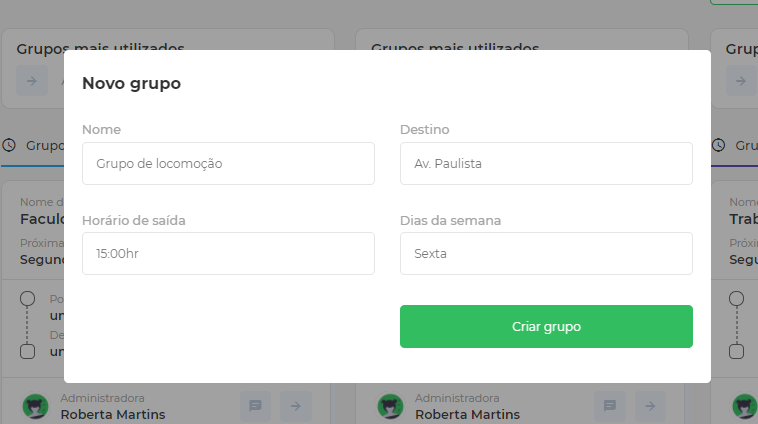 Grupos mais utilizados
Grupos mais utilizados
Novo grupo
Nome
Destino
Grupo de locomoção
Av. Paulista
Horário de saída
Dias da semana
15:00hr
Sexta
Criar grupo
Administradora
Roberta Martins
Administradora
Roberta Martins